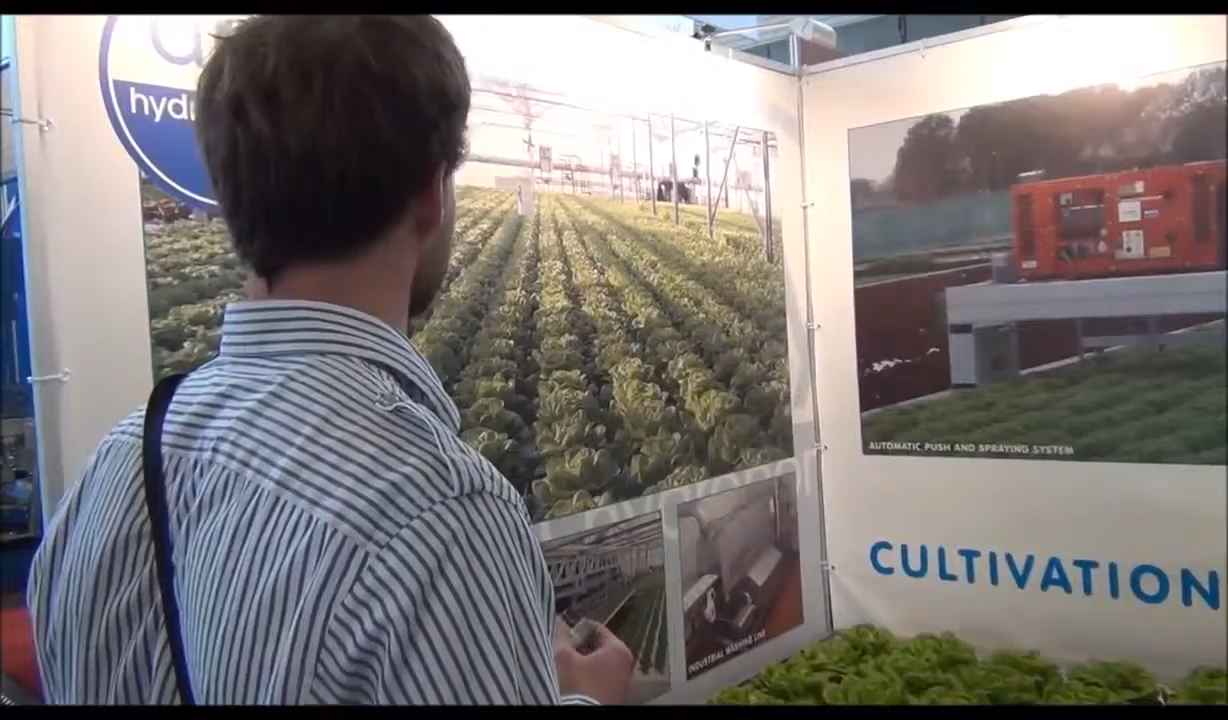 hydr
AUTOMATIC PUSH AND SPRAYING SYSTEM
CULTIVATION
INDUSTRIAL WASHING LINE